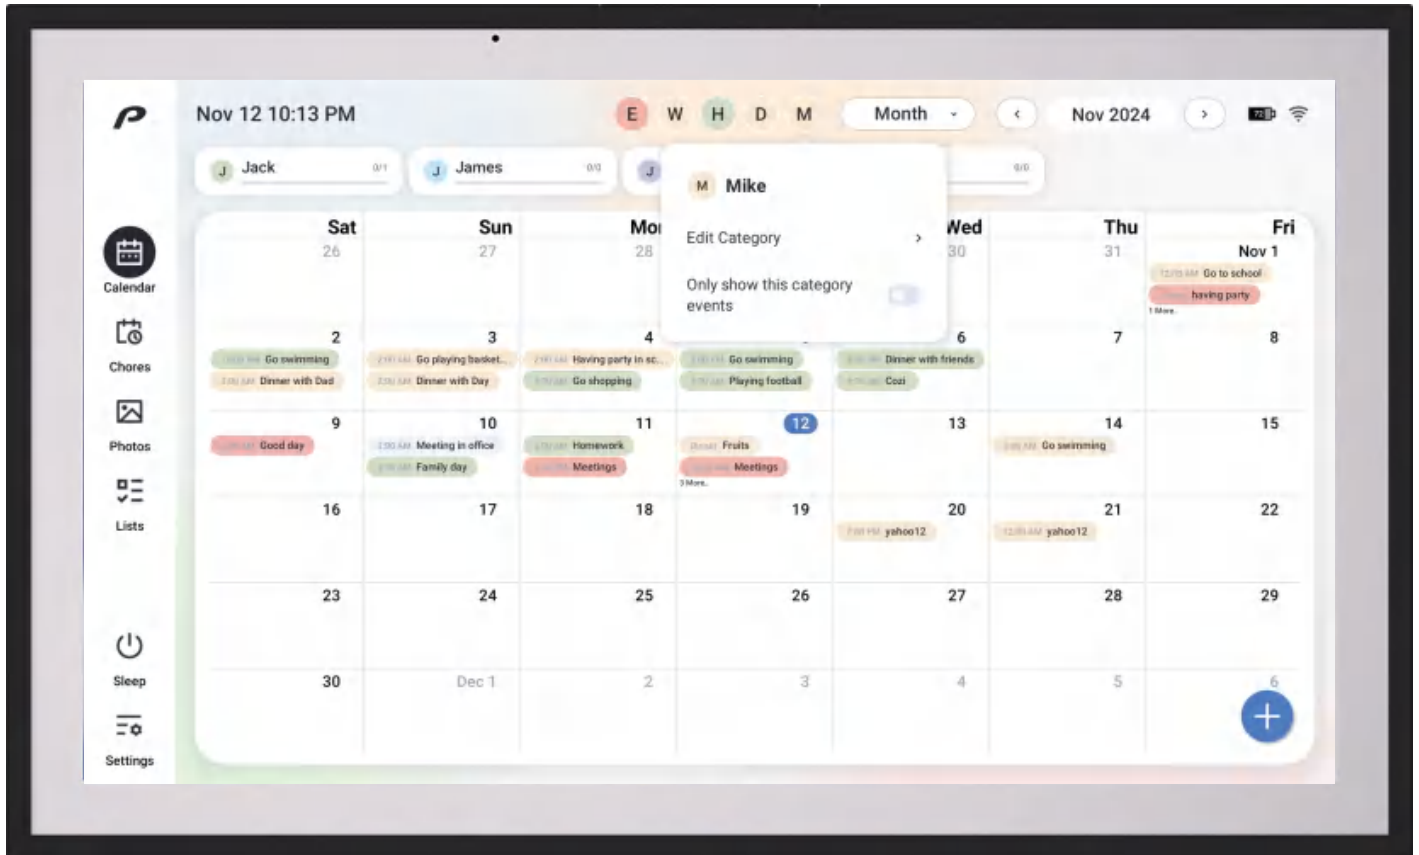 Nov 12 10:13 PM
E W H D M
Month
Nov 2024
J Jack 0/1
J James 0/0
J
0/0
M Mike
Edit Category
Only show this category
events
Calendar
Chores
Photos
Lists
Sleep
Settings
Sat Sun Wed Thu Fri
26 27 28 30 31 Nov 1
Go to school
having party
1 More..
2 3 4 6 7 8
Go swimming Go playing basket... Having party in sc... Go swimming Dinner with friends
Dinner with Dad Dinner with Day Go shopping Playing football Cozi
9 10 11 12 13 14 15
Good day Meeting in office Homework Fruits Go swimming
Family day Meetings Meetings
3 More..
16 17 18 19 20 21 22
yahoo12 yahoo12
23 24 25 26 27 28 29
30 Dec 1 2 3 4 5 6